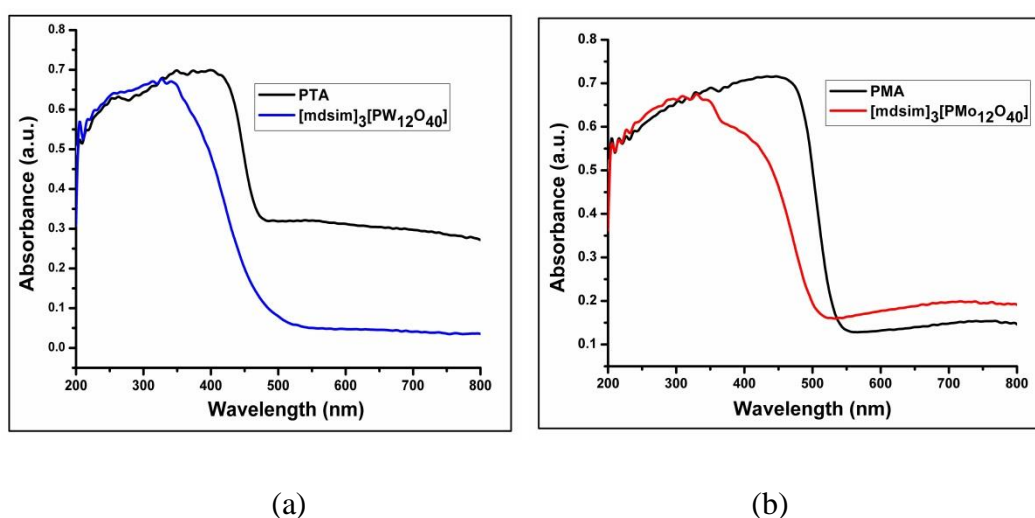 0.8
0.7
0.6
0.5
0.4
0.3
0.2
0.1
0.0
Absorbance (a.u.)
PTA
[mdsim]₃[PW₁₂O₄₀]
200 300 400 500 600 700 800
Wavelength (nm)
(a)
0.8
0.7
0.6
0.5
0.4
0.3
0.2
0.1
Absorbance (a.u.)
PMA
[mdsim]₃[PMo₁₂O₄₀]
200 300 400 500 600 700 800
Wavelength (nm)
(b)